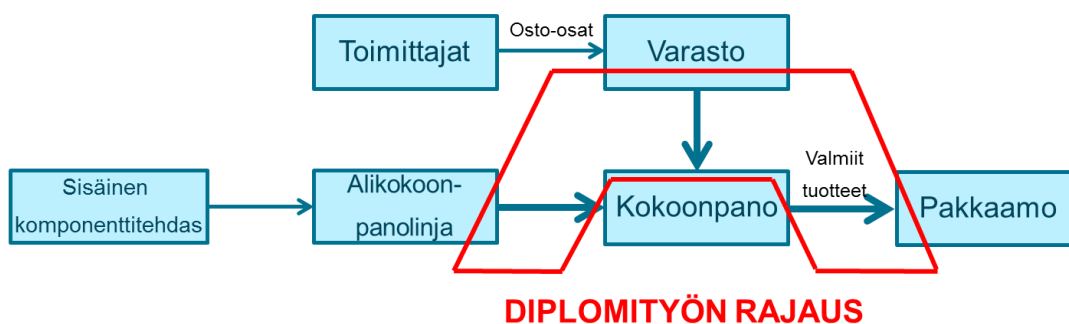 Toimittajat
Osto-osat
Varasto
Sisäinen
komponenttitehdas
Alikokoon-
panolinja
Kokoonpano
Valmiit
tuotteet
Pakkaamo
DIPLOMITYÖN RAJAUS